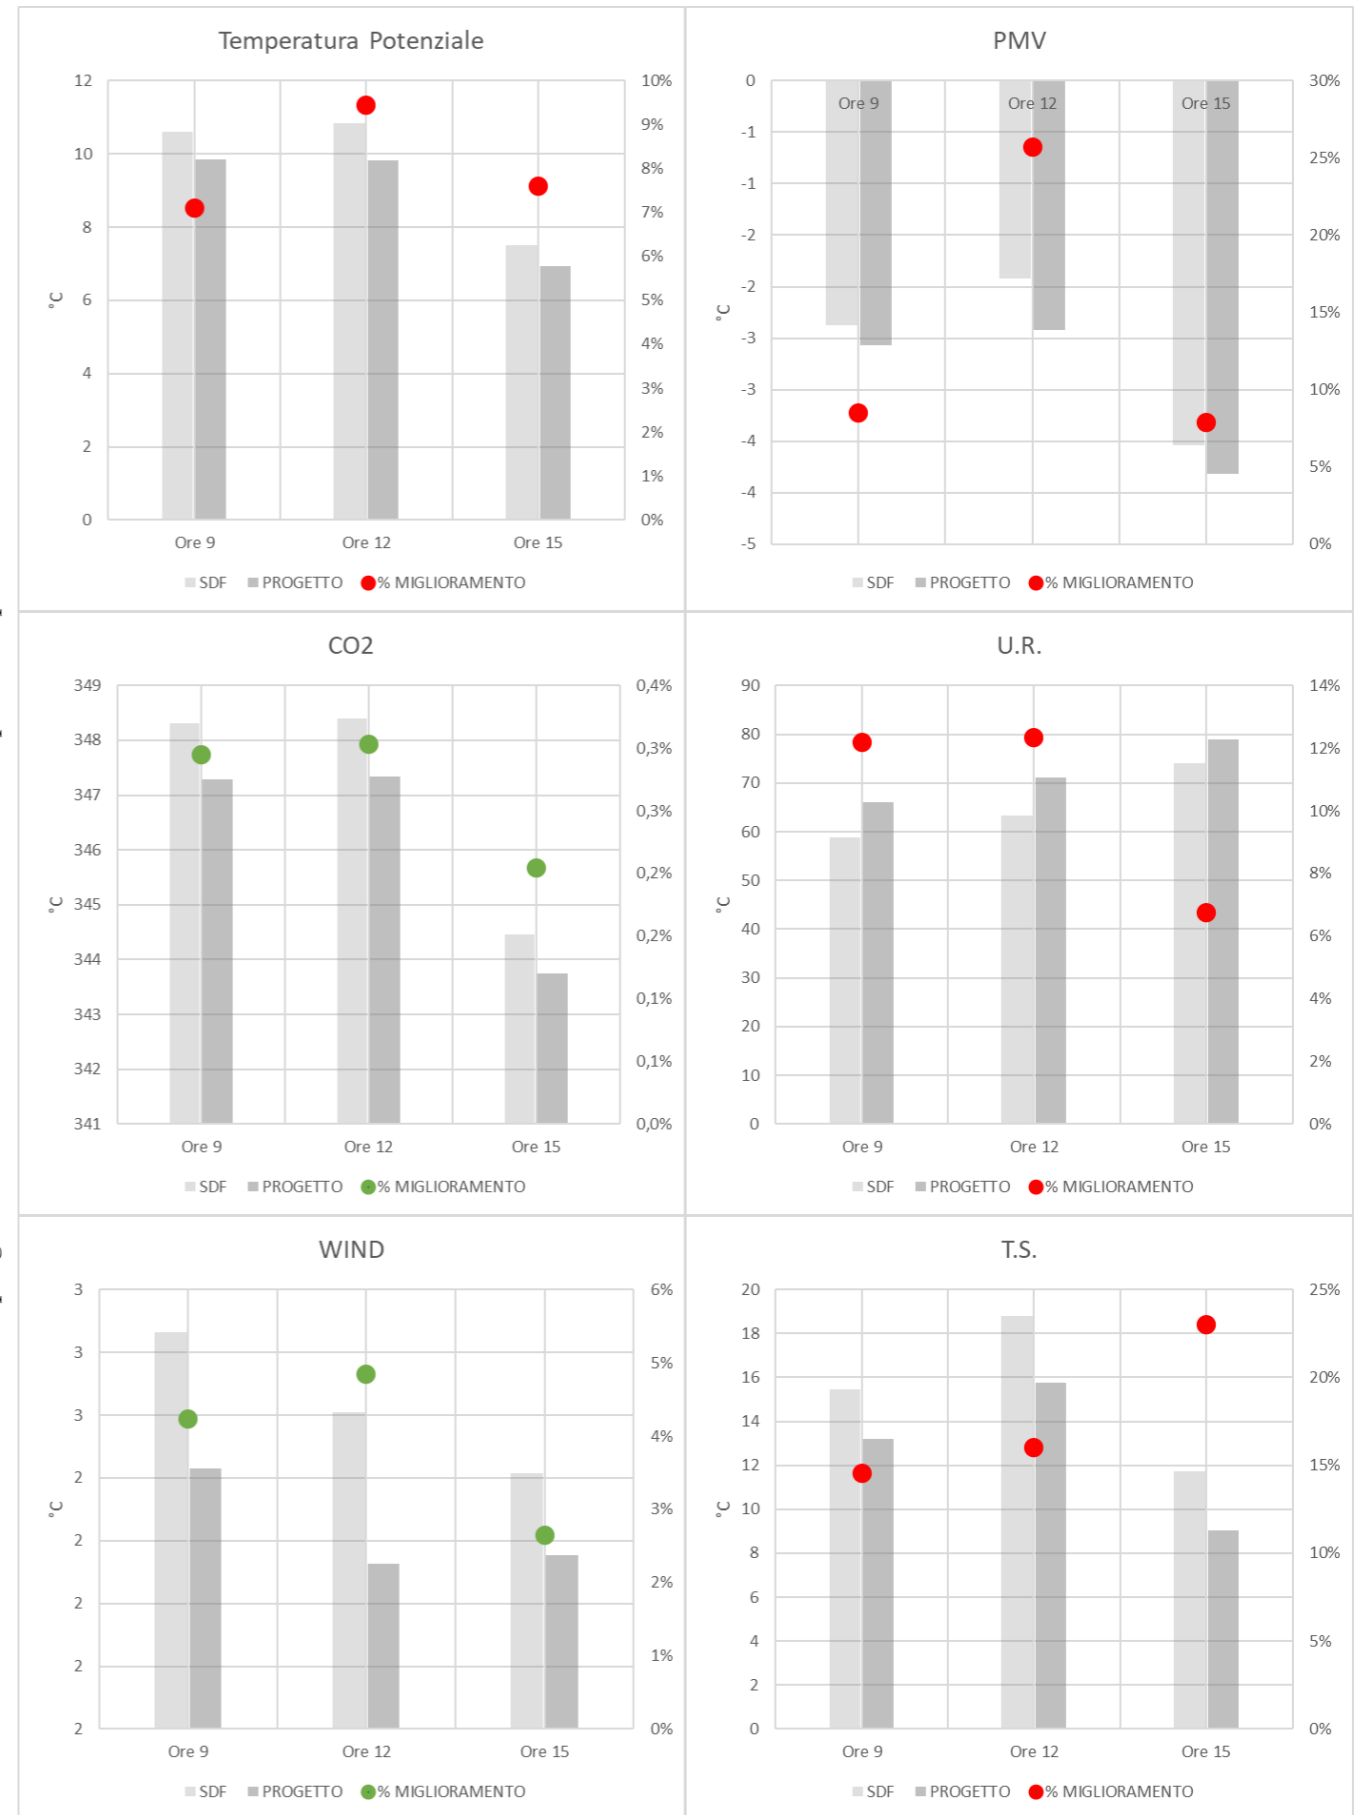 Temperatura Potenziale
12
10
8
6
4
2
0
°C
10%
9%
8%
7%
6%
5%
4%
3%
2%
1%
0%
Ore 9
Ore 12
Ore 15
SDF PROGETTO % MIGLIORAMENTO
PMV
0
-1
-1
-2
-2
-3
-3
-4
-4
-5
°C
Ore 9
Ore 12
Ore 15
30%
25%
20%
15%
10%
5%
0%
SDF PROGETTO % MIGLIORAMENTO
CO2
349
348
347
346
345
344
343
342
341
°C
0,4%
0,3%
0,3%
0,2%
0,2%
0,1%
0,1%
0,0%
Ore 9
Ore 12
Ore 15
SDF PROGETTO % MIGLIORAMENTO
U.R.
90
80
70
60
50
40
30
20
10
0
°C
14%
12%
10%
8%
6%
4%
2%
0%
Ore 9
Ore 12
Ore 15
SDF PROGETTO % MIGLIORAMENTO
WIND
3
3
3
2
2
2
2
2
°C
6%
5%
4%
3%
2%
1%
0%
Ore 9
Ore 12
Ore 15
SDF PROGETTO % MIGLIORAMENTO
T.S.
20
18
16
14
12
10
8
6
4
2
0
°C
25%
20%
15%
10%
5%
0%
Ore 9
Ore 12
Ore 15
SDF PROGETTO % MIGLIORAMENTO